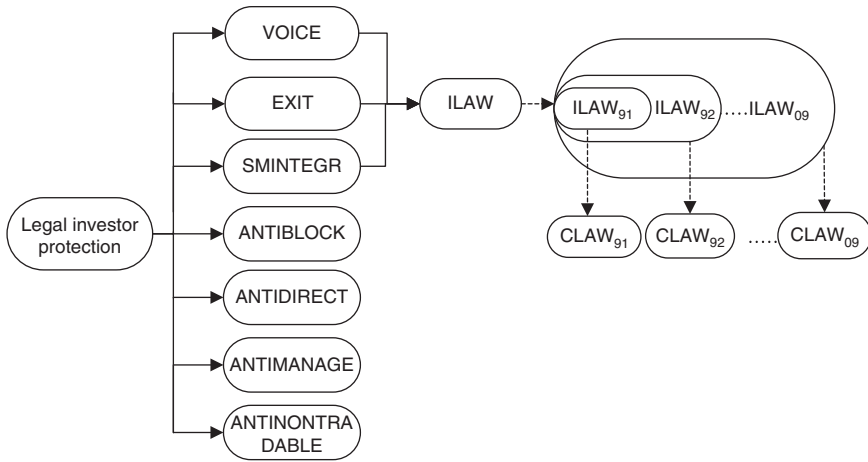 VOICE
EXIT
SMINTEGR
Legal investor
protection
ANTIBLOCK
ANTIDIRECT
ANTIMANAGE
ANTINONTRA
DABLE
ILAW
ILAW₉₁ ILAW₉₂ ....ILAW₀₉
CLAW₉₁ CLAW₉₂ ..... CLAW₀₉